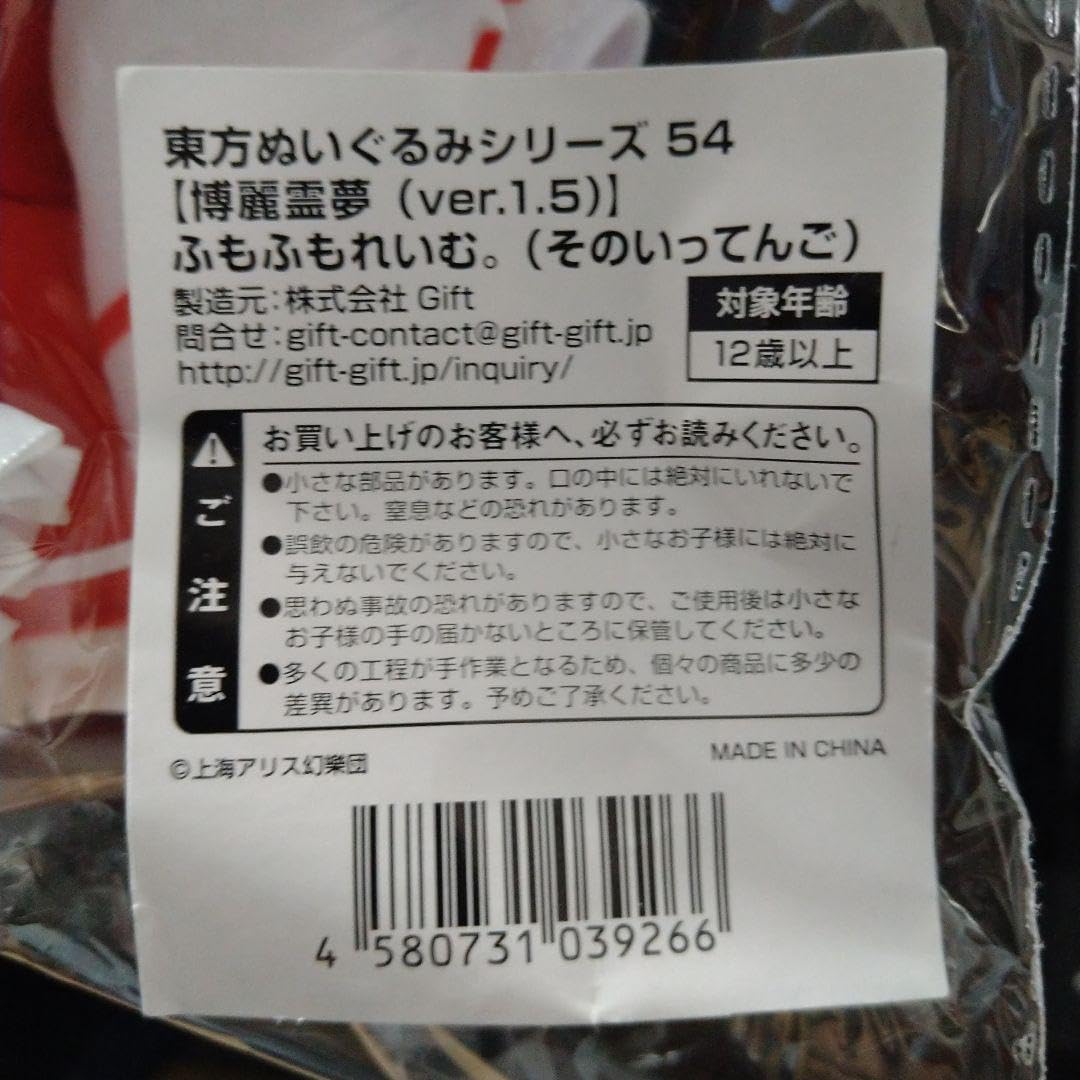 東方ぬいぐるみシリーズ 54
【博麗霊夢（ver.1.5)】
ふもふもれいむ。（そのいってんご）
製造元：株式会社 Gift
問合せ：gift-contact@gift-gift.jp
http://gift-gift.jp/inquiry/
対象年齢
12歳以上
ご注意
お買い上げのお客様へ、必ずお読みください。
●小さな部品があります。口の中には絶対にいれないで
下さい。窒息などの恐れがあります。
●誤飲の危険がありますので、小さなお子様には絶対に
与えないでください。
●思わぬ事故の恐れがありますので、ご使用後は小さな
お子様の手の届かないところに保管してください。
●多くの工程が手作業となるため、個々の商品に多少の
差異があります。予めご了承ください。
©上海アリス幻樂団
MADE IN CHINA
4 580731 039266